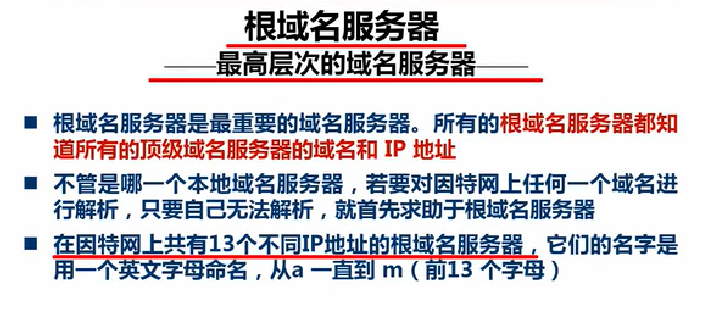 根域名服务器
——最高层次的域名服务器——
■ 根域名服务器是最重要的域名服务器。所有的根域名服务器都知
道所有的顶级域名服务器的域名和 IP 地址
■ 不管是哪一个本地域名服务器，若要对因特网上任何一个域名进
行解析，只要自己无法解析，就首先求助于根域名服务器
■ 在因特网上共有13个不同IP地址的根域名服务器，它们的名字是
用一个英文字母命名，从a 一直到 m（前13 个字母）